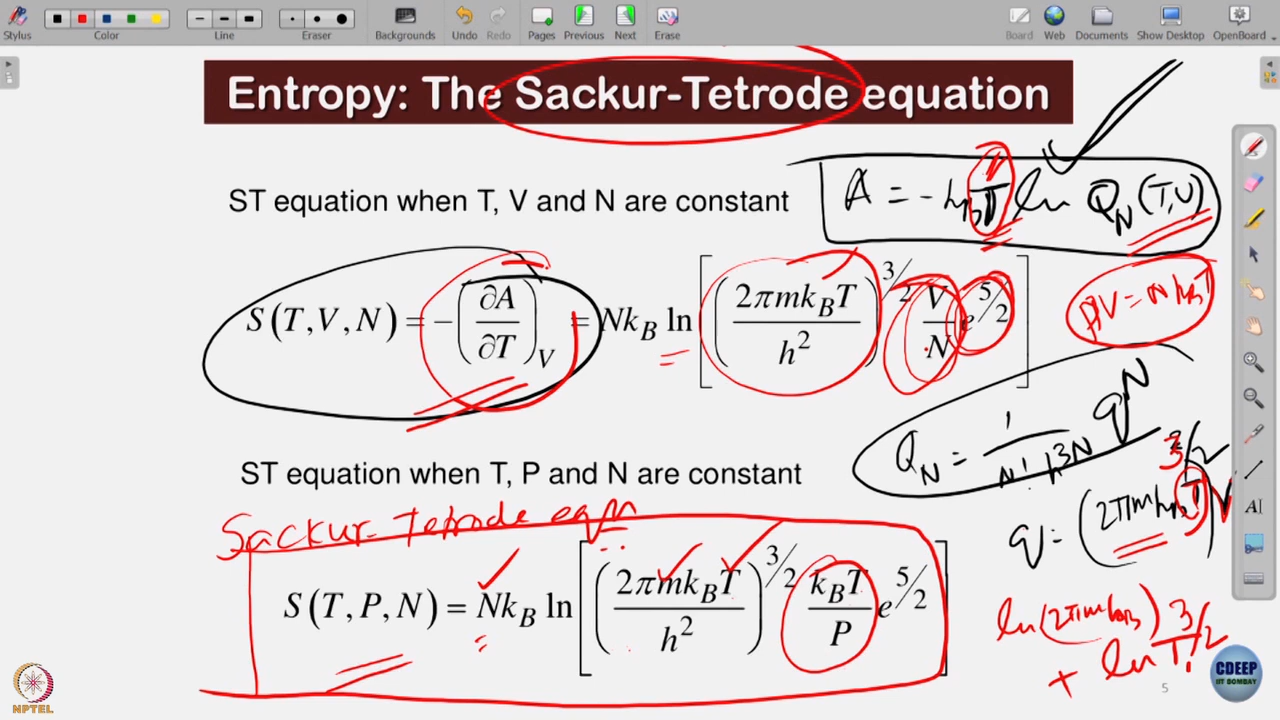 Stylus Color Line Eraser Backgrounds Undo Redo Pages Previous Next Erase Board Web Documents Show Desktop OpenBoard
Entropy: The Sackur-Tetrode equation
ST equation when T, V and N are constant
A = - k_B T ln Q_N (T,V)
S(T,V,N) = -(∂A/∂T)_V = Nk_B ln[(2πmk_BT/h²)^{3/2} V/N e^{5/2}]
PV = Nk_BT
Q_N = 1/(N! h^{3N}) q^N
ST equation when T, P and N are constant
q = (2πmk_BT)^{3/2} V
Sackur-Tetrode eqn
S(T,P,N) = Nk_B ln[(2πmk_BT/h²)^{3/2} k_BT/P e^{5/2}]
ln(2πmk_B)^{3/2}
+ ln T^{3/2}
NPTEL
5
CDEEP
IIT BOMBAY